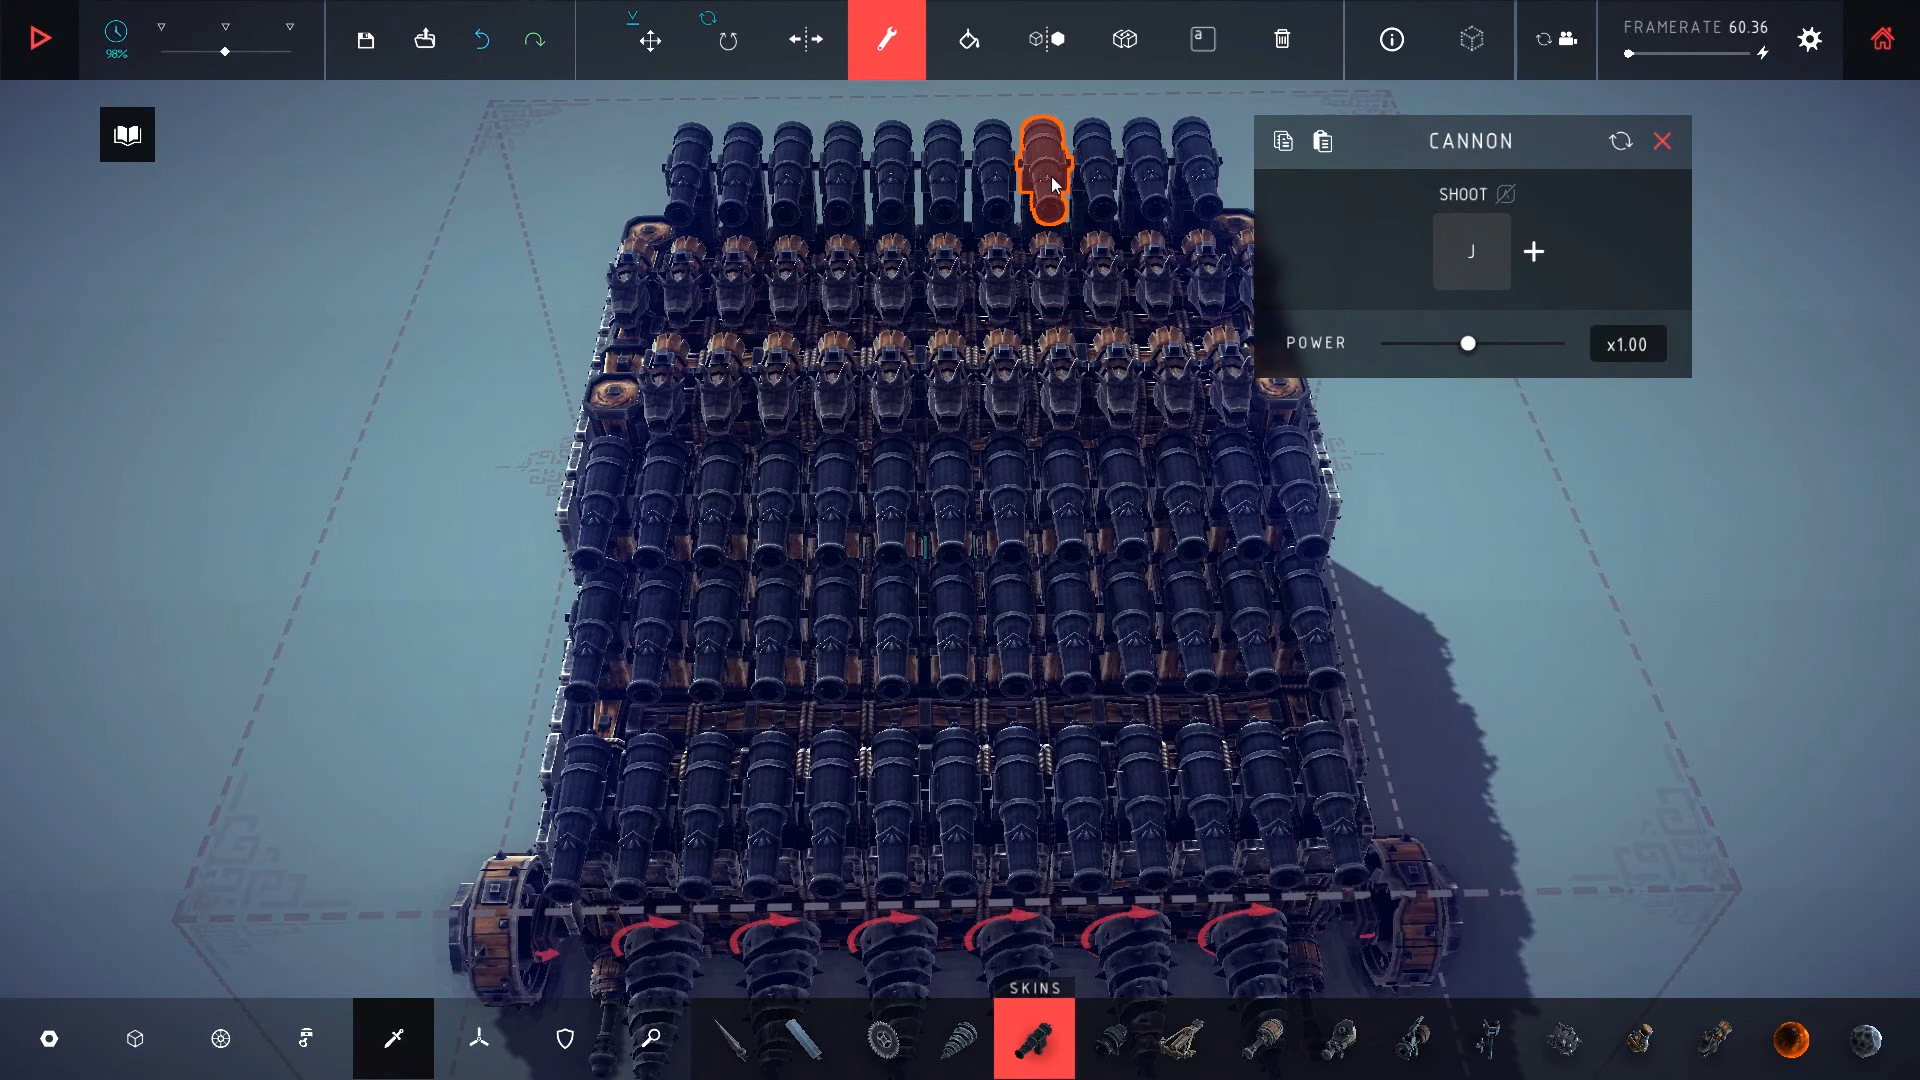 98%
a
FRAMERATE 60.36
CANNON
SHOOT
J
POWER
x1.00
SKINS